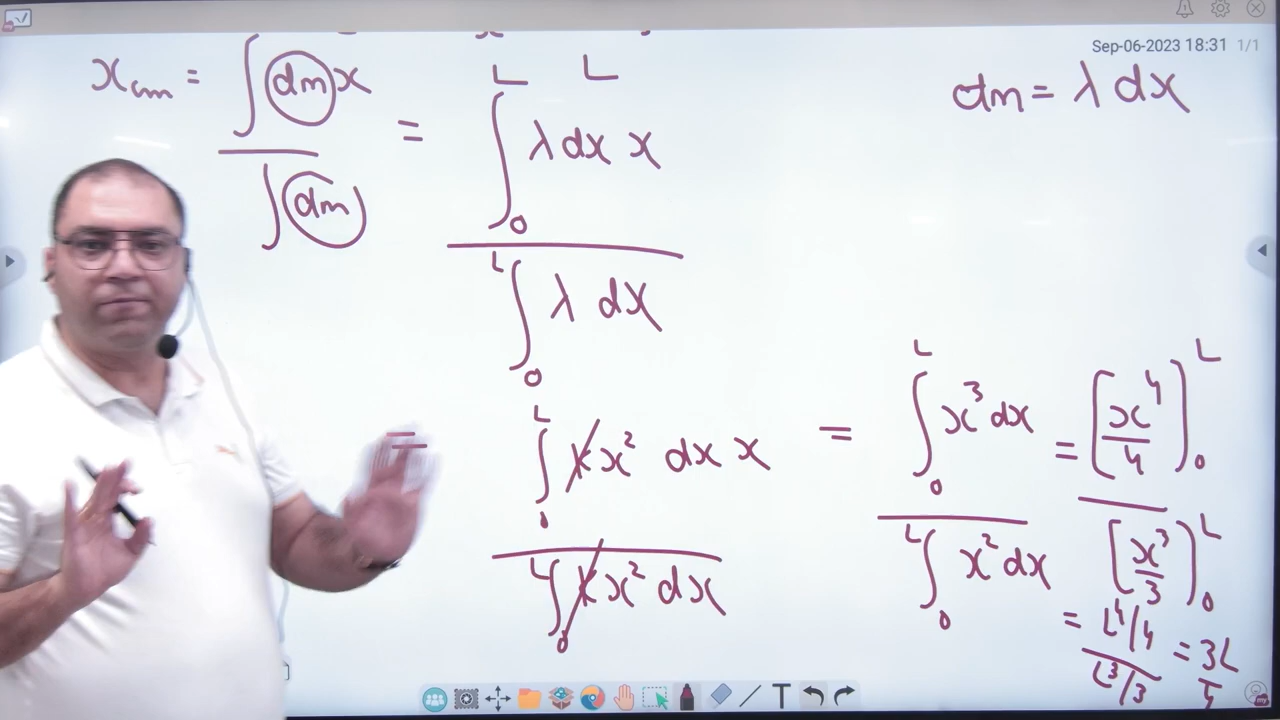 Sep-06-2023 18:31 1/1
x_cm = ∫ dm x / ∫ dm = ∫₀ᴸ λ dx x / ∫₀ᴸ λ dx
dm = λ dx
= ∫₀ᴸ kx² dx x / ∫₀ᴸ kx² dx = ∫₀ᴸ x³ dx / ∫₀ᴸ x² dx = [x⁴/4]₀ᴸ / [x³/3]₀ᴸ
= L⁴/4 / L³/3 = 3L/4